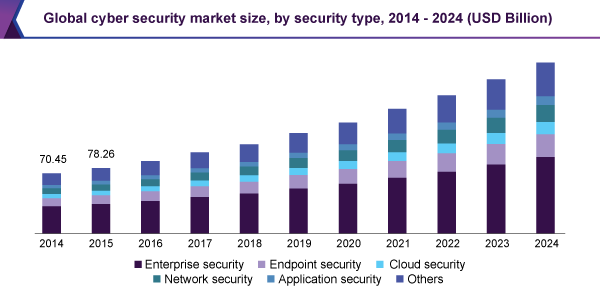 Global cyber security market size, by security type, 2014 - 2024 (USD Billion)
70.45
78.26
2014 2015 2016 2017 2018 2019 2020 2021 2022 2023 2024
Enterprise security Endpoint security Cloud security
Network security Application security Others